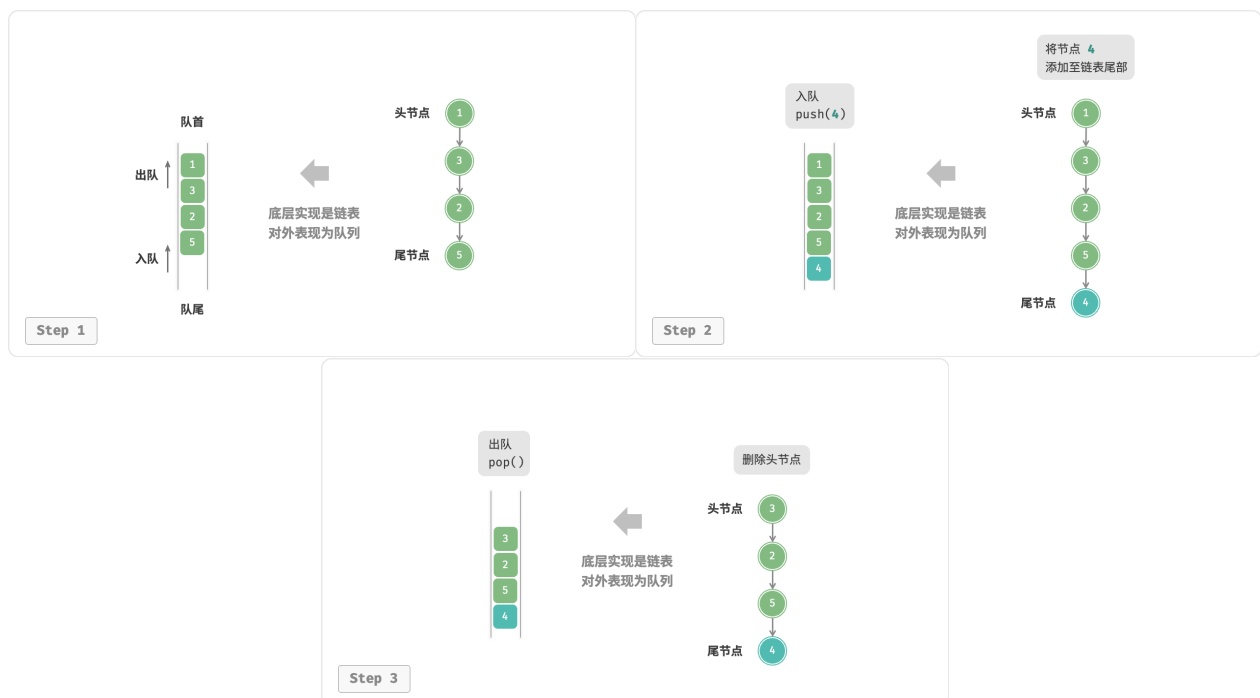 队首
出队
1
3
2
5
入队
队尾
底层实现是链表
对外表现为队列
头节点
1
3
2
尾节点
5
Step 1
入队
push(4)
1
3
2
5
4
底层实现是链表
对外表现为队列
将节点 4
添加至链表尾部
头节点
1
3
2
5
尾节点
4
Step 2
出队
pop()
3
2
5
4
底层实现是链表
对外表现为队列
删除头节点
头节点
3
2
5
尾节点
4
Step 3